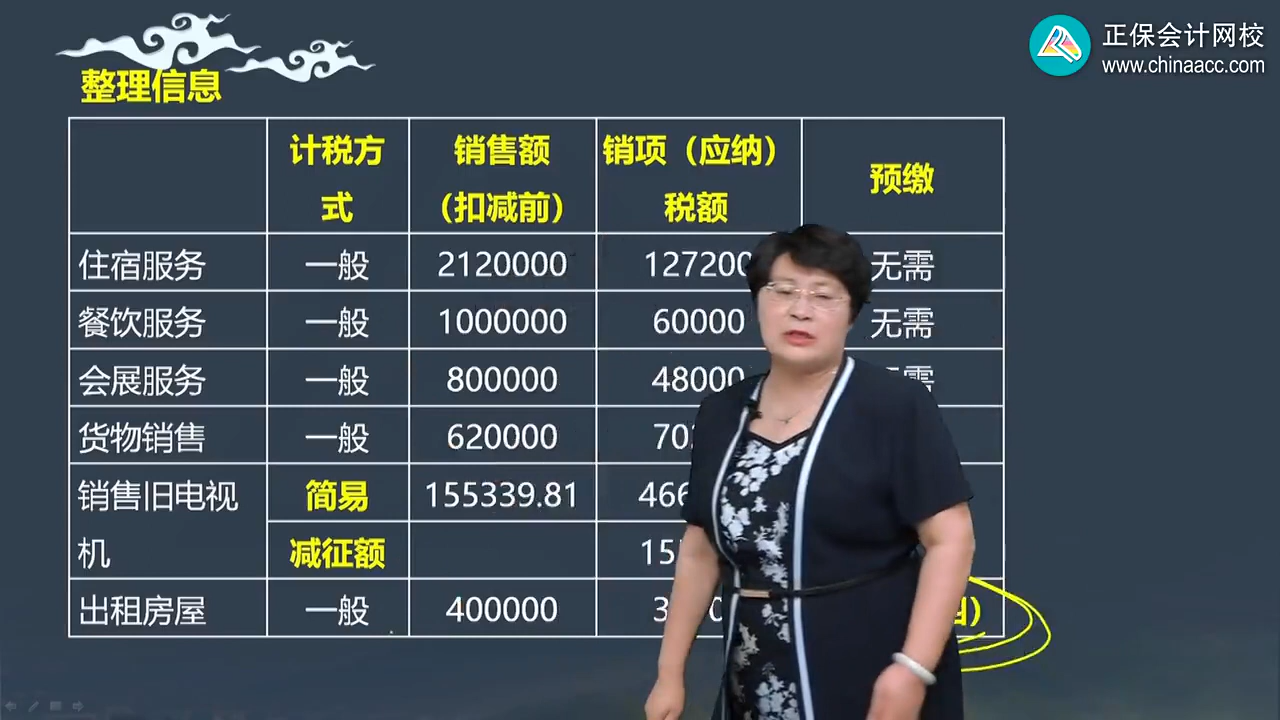 正保会计网校
www.chinaacc.com
整理信息
计税方式 销售额（扣减前） 销项（应纳）税额 预缴
住宿服务 一般 2120000 127200 无需
餐饮服务 一般 1000000 60000 无需
会展服务 一般 800000 48000 需
货物销售 一般 620000
销售旧电视机 简易 155339.81
减征额
出租房屋 一般 400000